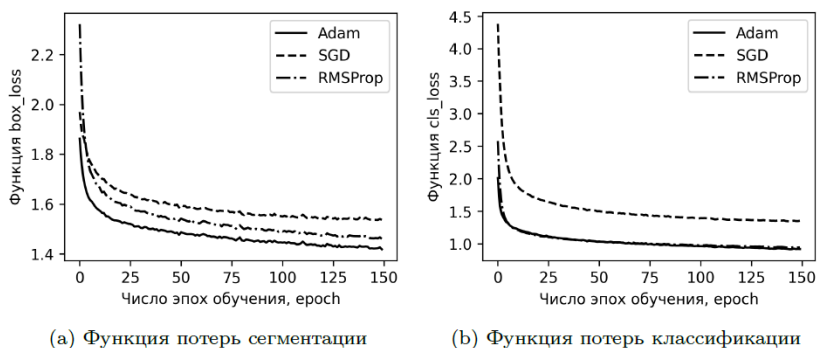 2.2
2.0
1.8
1.6
1.4
Функция box_loss
Adam
SGD
RMSProp
0 25 50 75 100 125 150
Число эпох обучения, epoch
(a) Функция потерь сегментации
4.5
4.0
3.5
3.0
2.5
2.0
1.5
1.0
Функция cls_loss
Adam
SGD
RMSProp
0 25 50 75 100 125 150
Число эпох обучения, epoch
(b) Функция потерь классификации